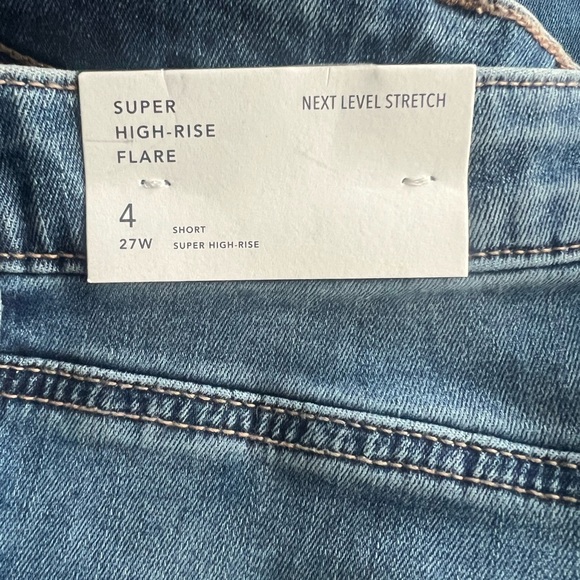 SUPER
HIGH-RISE
FLARE
NEXT LEVEL STRETCH
4
27W
SHORT
SUPER HIGH-RISE